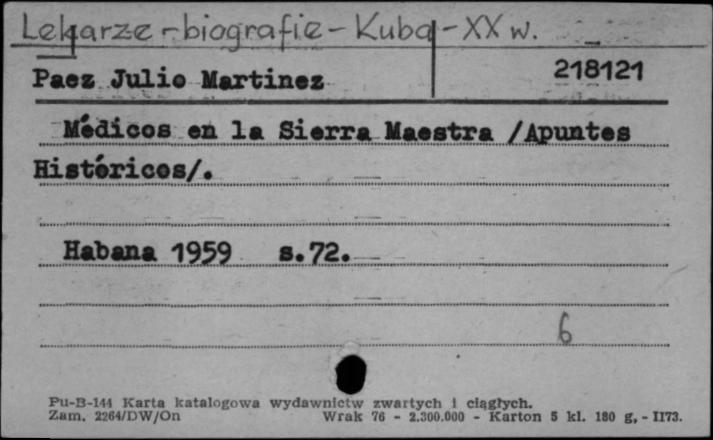 Lekarze - biografie - Kuba - XX w.
Paez Julio Martinez 218121
Médicos en la Sierra Maestra /Apuntes
Históricos/.
Habana 1959 s.72.
6
Pu-B-144 Karta katalogowa wydawnictw zwartych i ciągłych.
Zam. 2264/DW/On Wrak 76 - 2.300.000 - Karton 5 kl. 180 g, - II73.